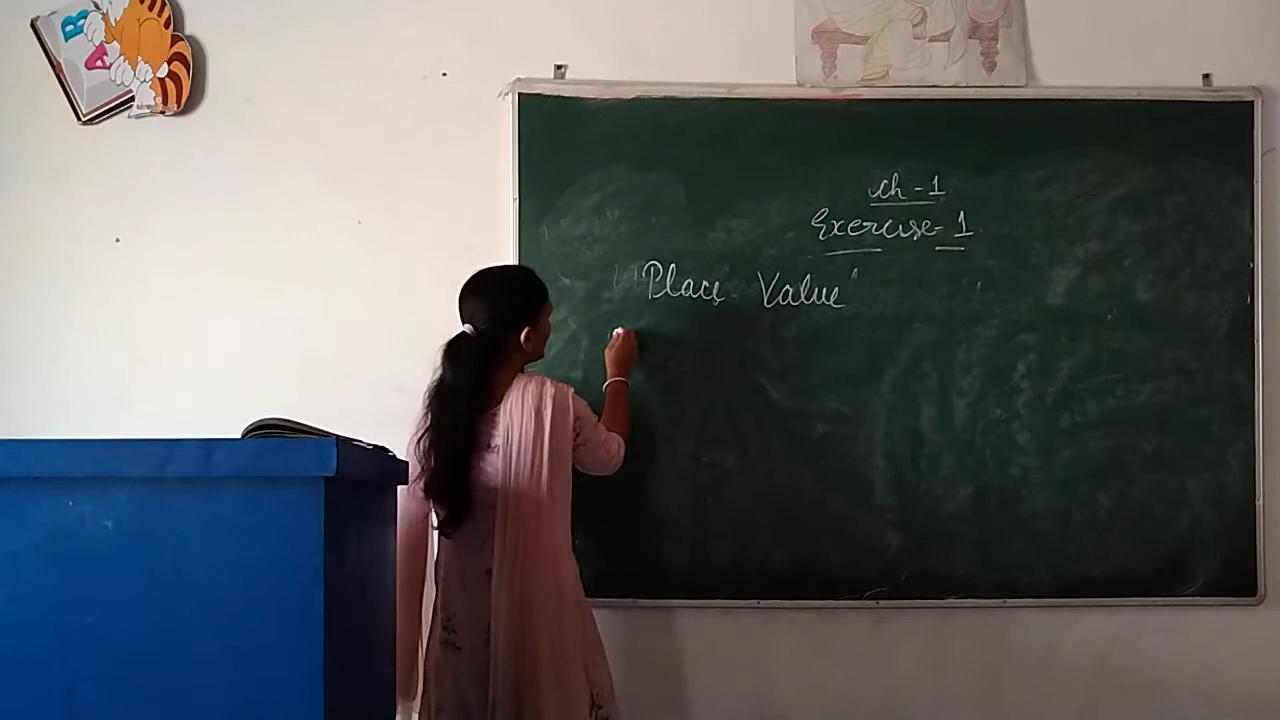 B
A
ch - 1
Exercise - 1
Place Value